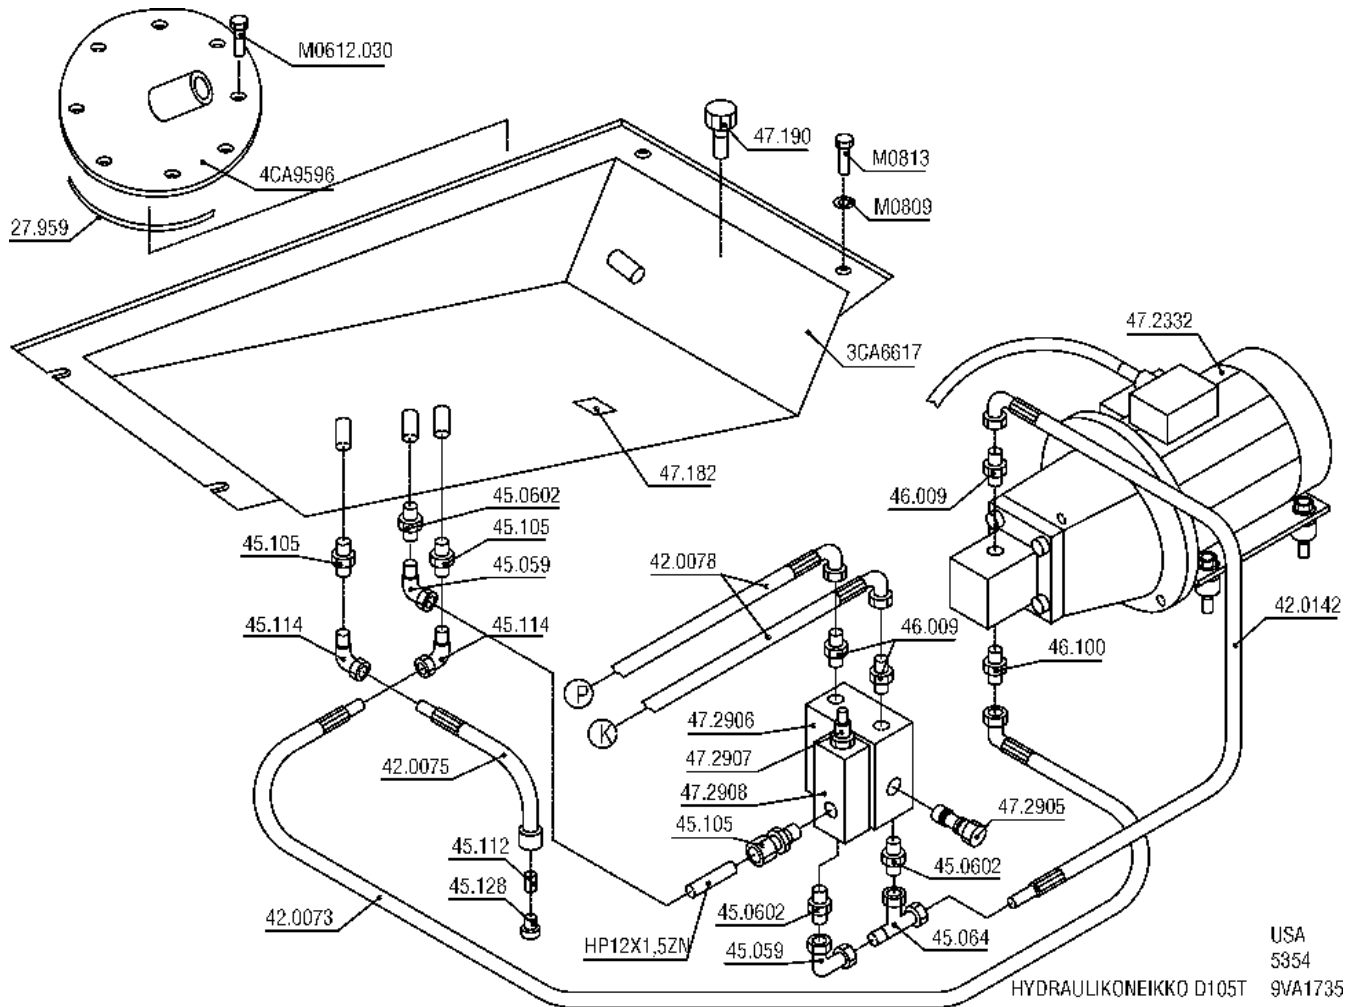 M0612.030
47.190
M0813
4CA9596
M0809
27.959
47.2332
3CA6617
47.182
45.0602
46.009
45.105
45.105
45.059
42.0078
42.0142
45.114
45.114
46.009
46.100
P
K
47.2906
47.2907
42.0075
47.2908
47.2905
45.105
45.112
45.0602
45.128
42.0073
45.0602
HP12X1,5ZN
45.059
45.064
USA
5354
HYDRAULIKONEIKKO D105T 9VA1735